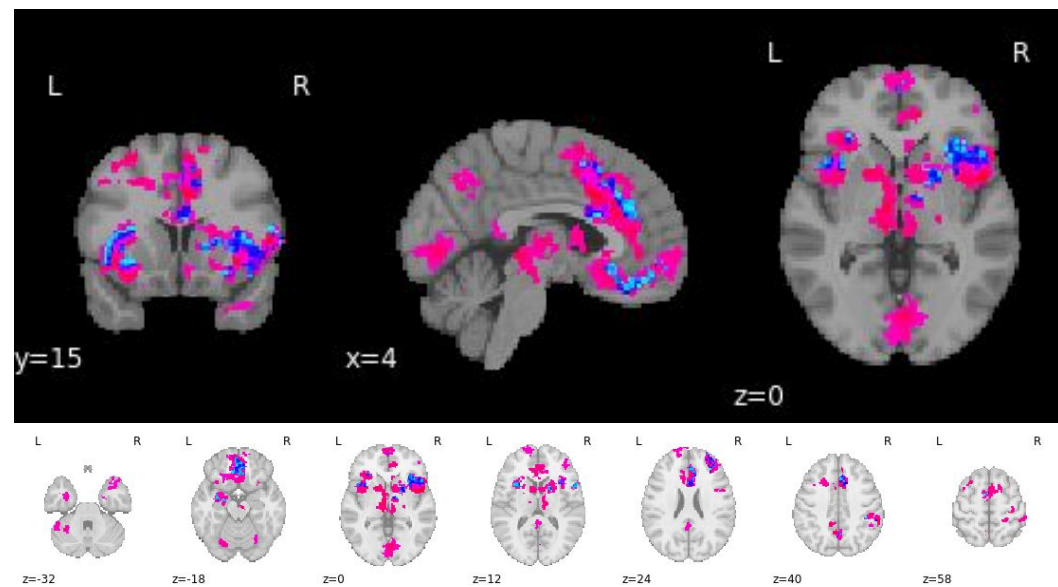 L R
y=15
x=4
L R
z=0
L R
z=-32
L R
z=-18
L R
z=0
L R
z=12
L R
z=24
L R
z=40
L R
z=58